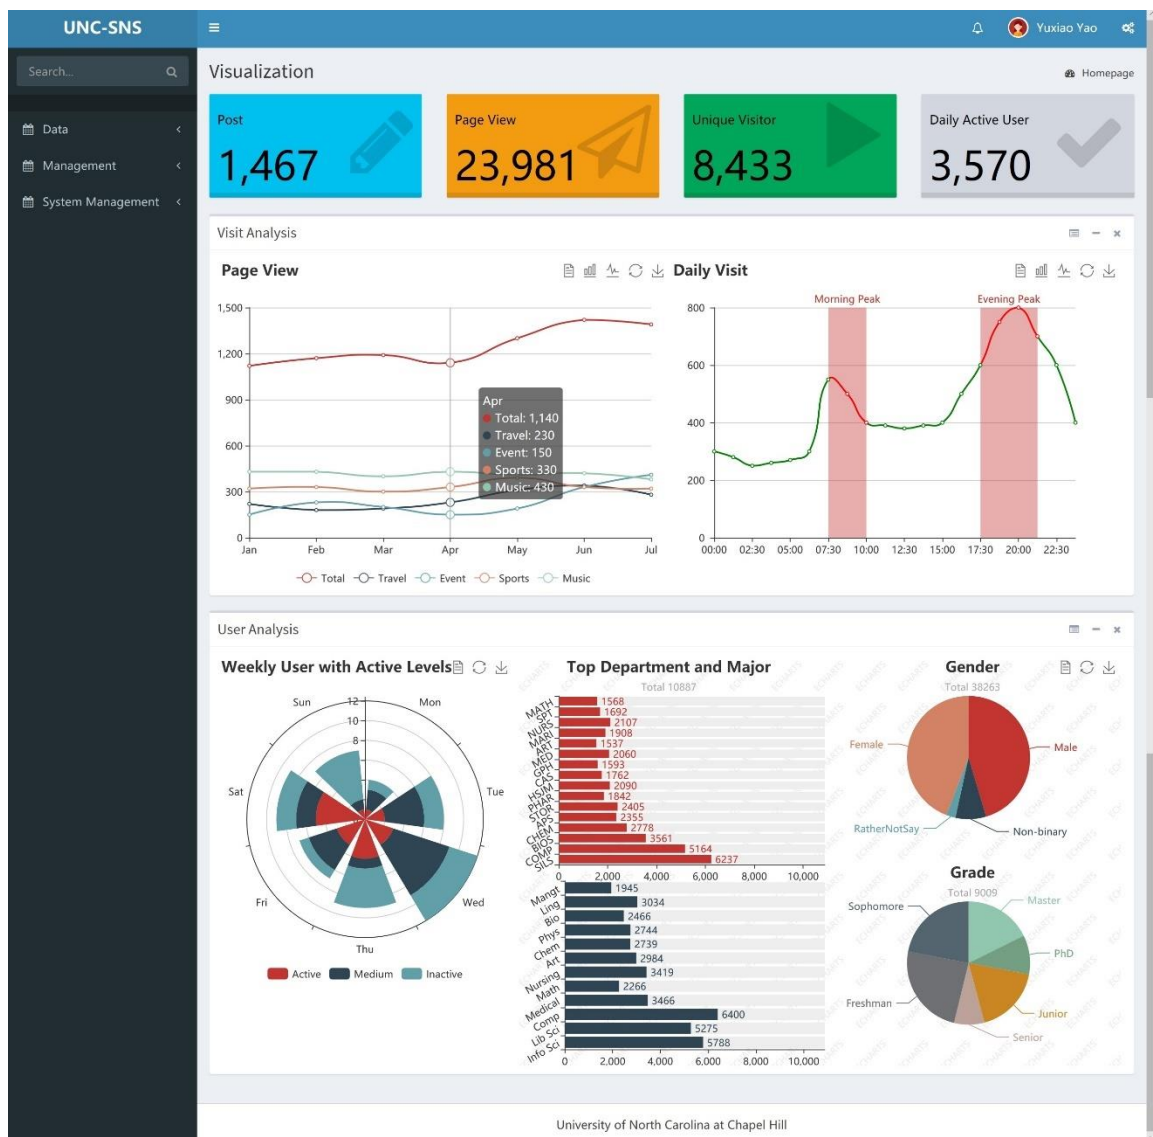 UNC-SNS
Yuxiao Yao
Search...
Data
Management
System Management
Visualization
Homepage
Post
1,467
Page View
23,981
Unique Visitor
8,433
Daily Active User
3,570
Visit Analysis
Page View
1,500
1,200
900
600
300
0
Jan Feb Mar Apr May Jun Jul
Apr
Total: 1,140
Travel: 230
Event: 150
Sports: 330
Music: 430
Total Travel Event Sports Music
Daily Visit
Morning Peak Evening Peak
800
600
400
200
0
00:00 02:30 05:00 07:30 10:00 12:30 15:00 17:30 20:00 22:30
User Analysis
Weekly User with Active Levels
12
10
8
Sun
Mon
Tue
Wed
Thu
Fri
Sat
Active Medium Inactive
Top Department and Major
Total 10887
MATH 1568
SPT 1692
NURS 2107
MARI 1908
ART 1537
MED 2060
GPH 1593
CAS 1762
HSJM 2090
PHAR 1842
STOR 2405
APS 2355
CHEM 2778
BIOS 3561
COMP 5164
SILS 6237
0 2,000 4,000 6,000 8,000 10,000
Mangt 1945
Ling 3034
Bio 2466
Phys 2744
Chem 2739
Art 2984
Nursing 3419
Math 2266
Medical 3466
Comp 6400
Lib Sci 5275
Info Sci 5788
0 2,000 4,000 6,000 8,000 10,000
Gender
Total 38263
Female
Male
RatherNotSay
Non-binary
Grade
Total 9009
Sophomore
Master
PhD
Freshman
Junior
Senior
ECHARTS
University of North Carolina at Chapel Hill